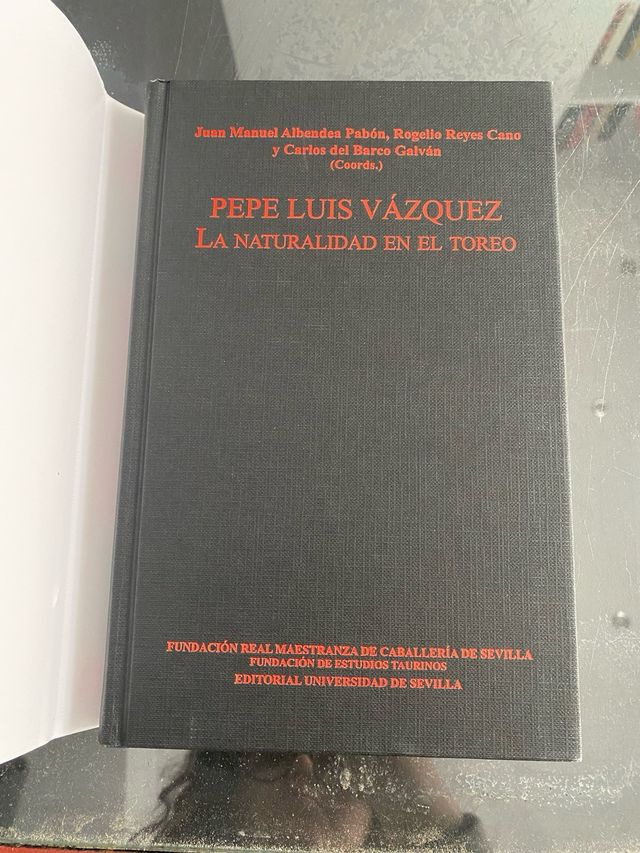 Juan Manuel Albendea Pabón, Rogelio Reyes Cano
y Carlos del Barco Galván
(Coords.)
PEPE LUIS VÁZQUEZ
LA NATURALIDAD EN EL TOREO
FUNDACIÓN REAL MAESTRANZA DE CABALLERÍA DE SEVILLA
FUNDACIÓN DE ESTUDIOS TAURINOS
EDITORIAL UNIVERSIDAD DE SEVILLA